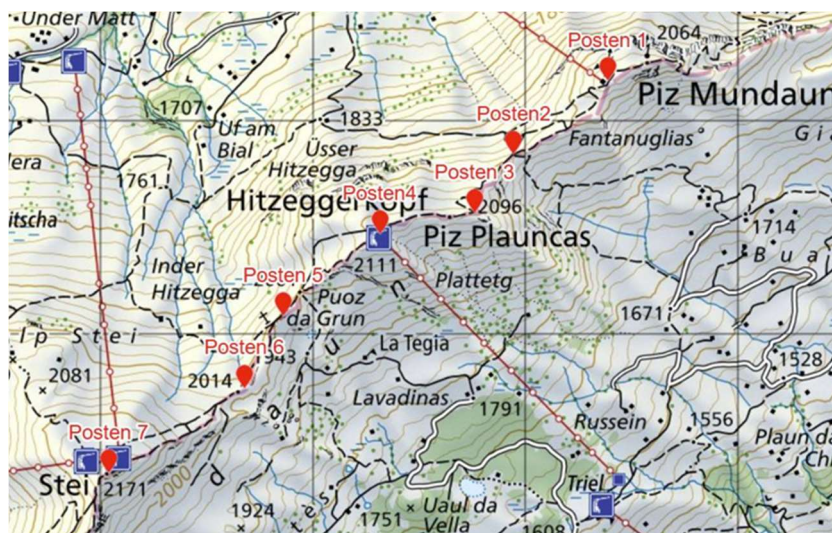 Under Matt
Posten 1
2064
Piz Mundaun
1707
Posten2
Uf am
Bial
1833
Fantanuglias
Üsser
Hitzegga
Posten 3
761
Posten4
Hitzeggerkopf
2096
1714
Piz Plauncas
2111
Inder
Hitzegga
Posten 5
Plattetg
Puoz
da Grun
1671
La Tegia
Posten 6
943
2014
1528
2081
Lavadinas
1791
Russein
1556
Posten 7
Stei
2171
2000
Triel
1924
Uaul da
Vella
1751
1608